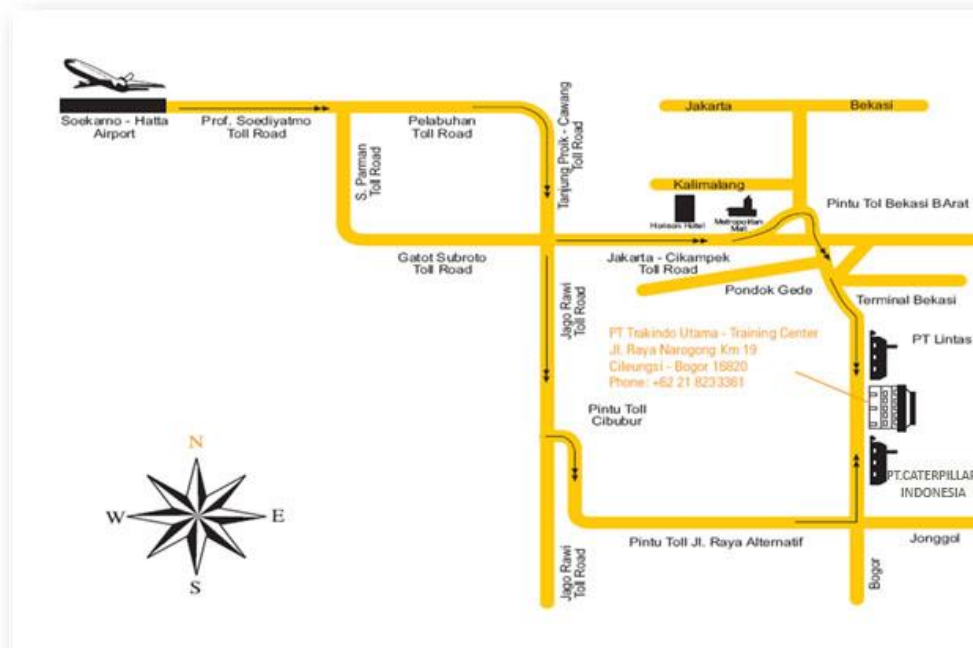 Soekarno - Hatta
Airport
Prof. Soediyatmo
Toll Road
Pelabuhan
Toll Road
S. Parman
Toll Road
Tanjung Proik - Cawang
Toll Road
Jakarta
Bekasi
Kalimalang
Horison Hotel
Metropolitan
Mall
Pintu Tol Bekasi BArat
Gatot Subroto
Toll Road
Jakarta - Cikampek
Toll Road
Pondok Gede
Terminal Bekasi
Jago Rawi
Toll Road
PT Trakindo Utama - Training Center
Jl. Raya Narogong Km 19
Cileungsi - Bogor 16820
Phone: +62 21 8233361
PT Lintas
Pintu Toll
Cibubur
PT.CATERPILLAR
INDONESIA
N
W
E
S
Pintu Toll Jl. Raya Alternatif
Jonggol
Jago Rawi
Toll Road
Bogor